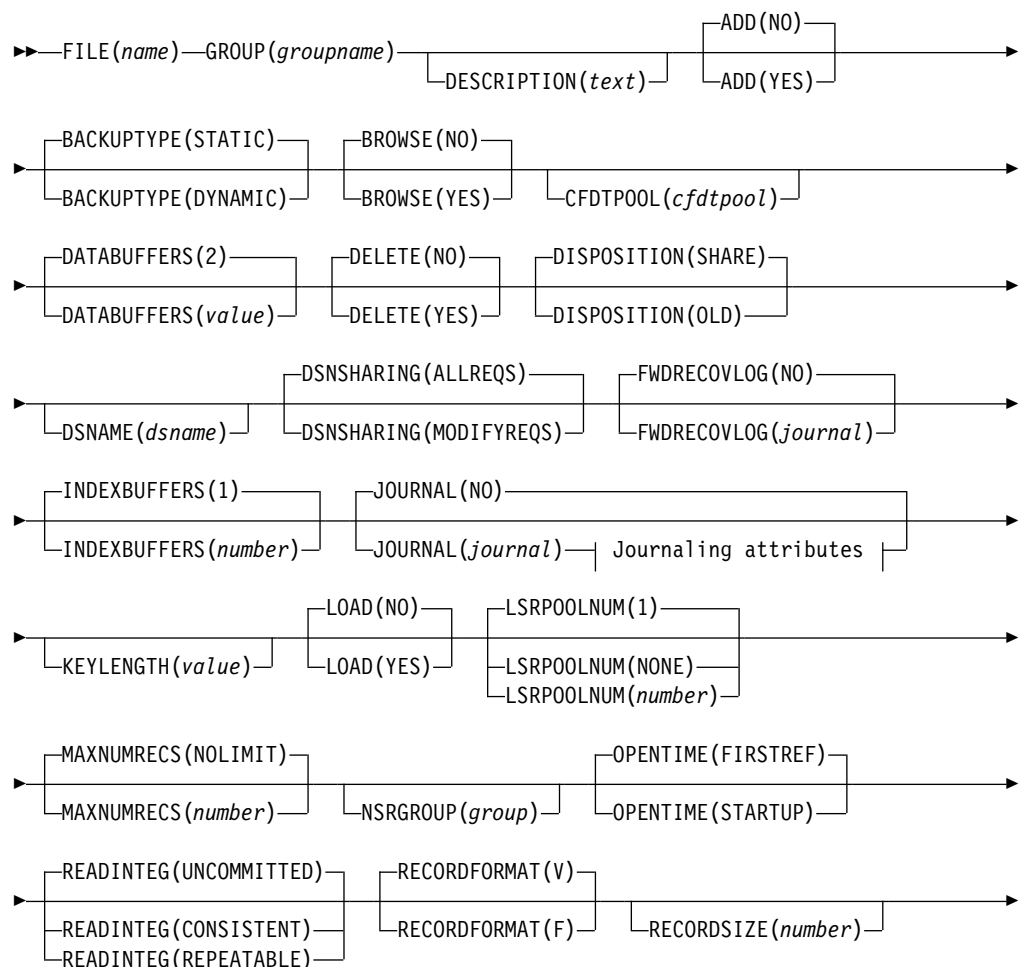 ADD(NO)
FILE(name) GROUP(groupname)
DESCRIPTION(text) ADD(YES)
BACKUPTYPE(STATIC) BROWSE(NO)
BACKUPTYPE(DYNAMIC) BROWSE(YES) CFDTPOOL(cfdtpool)
DATABUFFERS(2) DELETE(NO) DISPOSITION(SHARE)
DATABUFFERS(value) DELETE(YES) DISPOSITION(OLD)
DSNSHARING(ALLREQS) FWDRECOVLOG(NO)
DSNAME(dsname) DSNSHARING(MODIFYREQS) FWDRECOVLOG(journal)
INDEXBUFFERS(1) JOURNAL(NO)
INDEXBUFFERS(number) JOURNAL(journal) Journaling attributes
LOAD(NO) LSRPOOLNUM(1)
KEYLENGTH(value) LOAD(YES) LSRPOOLNUM(NONE)
LSRPOOLNUM(number)
MAXNUMRECS(NOLIMIT) OPENTIME(FIRSTREF)
MAXNUMRECS(number) NSRGROUP(group) OPENTIME(STARTUP)
READINTEG(UNCOMMITTED) RECORDFORMAT(V)
READINTEG(CONSISTENT) RECORDFORMAT(F) RECORDSIZE(number)
READINTEG(REPEATABLE)